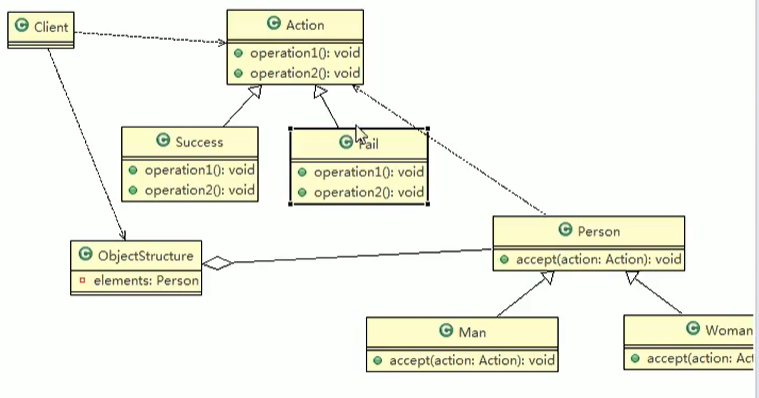 Client
Action
operation1(): void
operation2(): void
Success
operation1(): void
operation2(): void
Fail
operation1(): void
operation2(): void
Person
accept(action: Action): void
ObjectStructure
elements: Person
Man
accept(action: Action): void
Woman
accept(action: Act